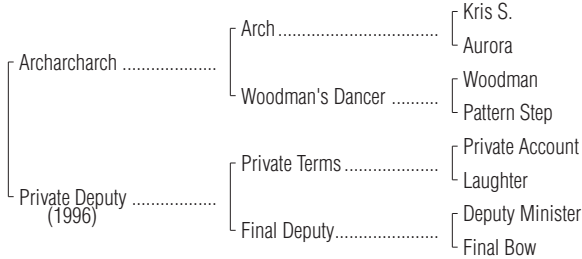 Kris S.
Arch ....................................
Aurora
Archarcharch .....................
Woodman
Woodman's Dancer ..........
Pattern Step
Private Account
Private Terms .....................
Laughter
Private Deputy ...................
(1996)
Deputy Minister
Final Deputy.......................
Final Bow